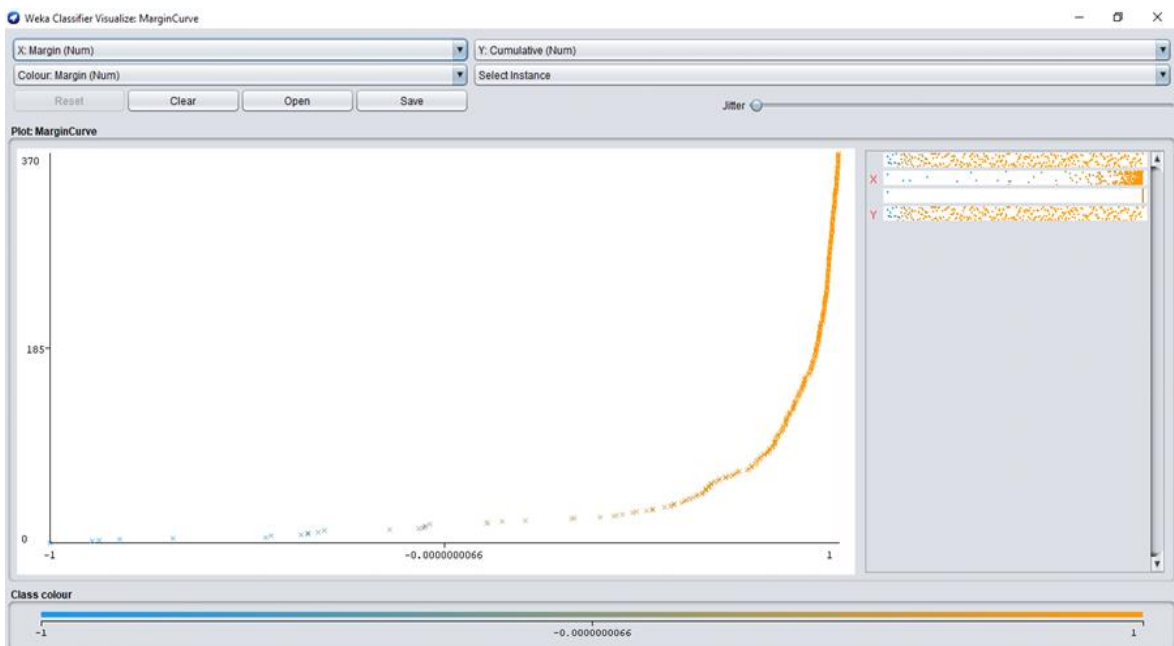 Weka Classifier Visualize: MarginCurve
X: Margin (Num)
Y: Cumulative (Num)
Colour: Margin (Num)
Select Instance
Reset
Clear
Open
Save
Jitter
Plot: MarginCurve
370
185
0
-1
-0.0000000066
1
X
Y
Class colour
-1
-0.0000000066
1